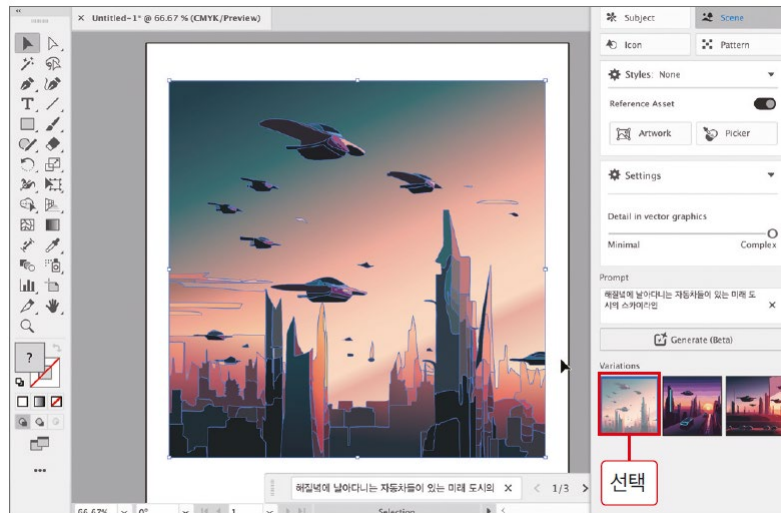 Untitled-1* @ 66.67 % (CMYK/Preview)
Subject
Scene
Icon
Pattern
Styles: None
Reference Asset
Artwork
Picker
Settings
Detail in vector graphics
Minimal
Complex
Prompt
해질녘에 날아다니는 자동차들이 있는 미래 도
시의 스카이라인
Generate (Beta)
Variations
선택
해질녘에 날아다니는 자동차들이 있는 미래 도시의
1/3
66.67%
0°
1
Selection